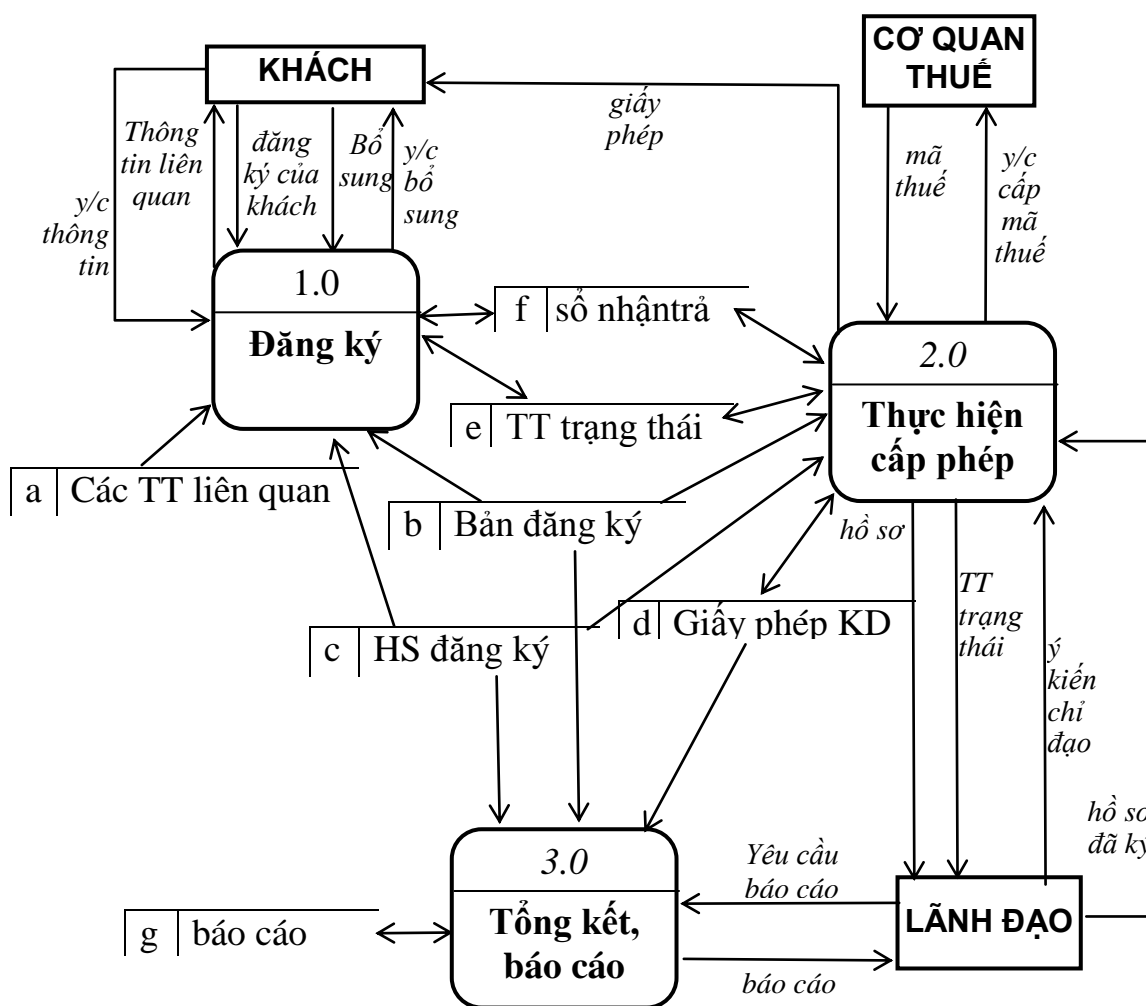 KHÁCH
CƠ QUAN
THUẾ
giấy
phép
Thông
tin liên
quan
đăng
ký của
khách
Bổ
sung
y/c
bổ
sung
y/c
thông
tin
mã
thuế
y/c
cấp
mã
thuế
1.0
Đăng ký
f sổ nhậntrả
2.0
Thực hiện
cấp phép
e TT trạng thái
a Các TT liên quan
b Bản đăng ký
hồ sơ
TT
trạng
thái
c HS đăng ký
d Giấy phép KD
ý
kiến
chỉ
đạo
hồ sơ
đã ký
3.0
Tổng kết,
báo cáo
Yêu cầu
báo cáo
LÃNH ĐẠO
g báo cáo
báo cáo